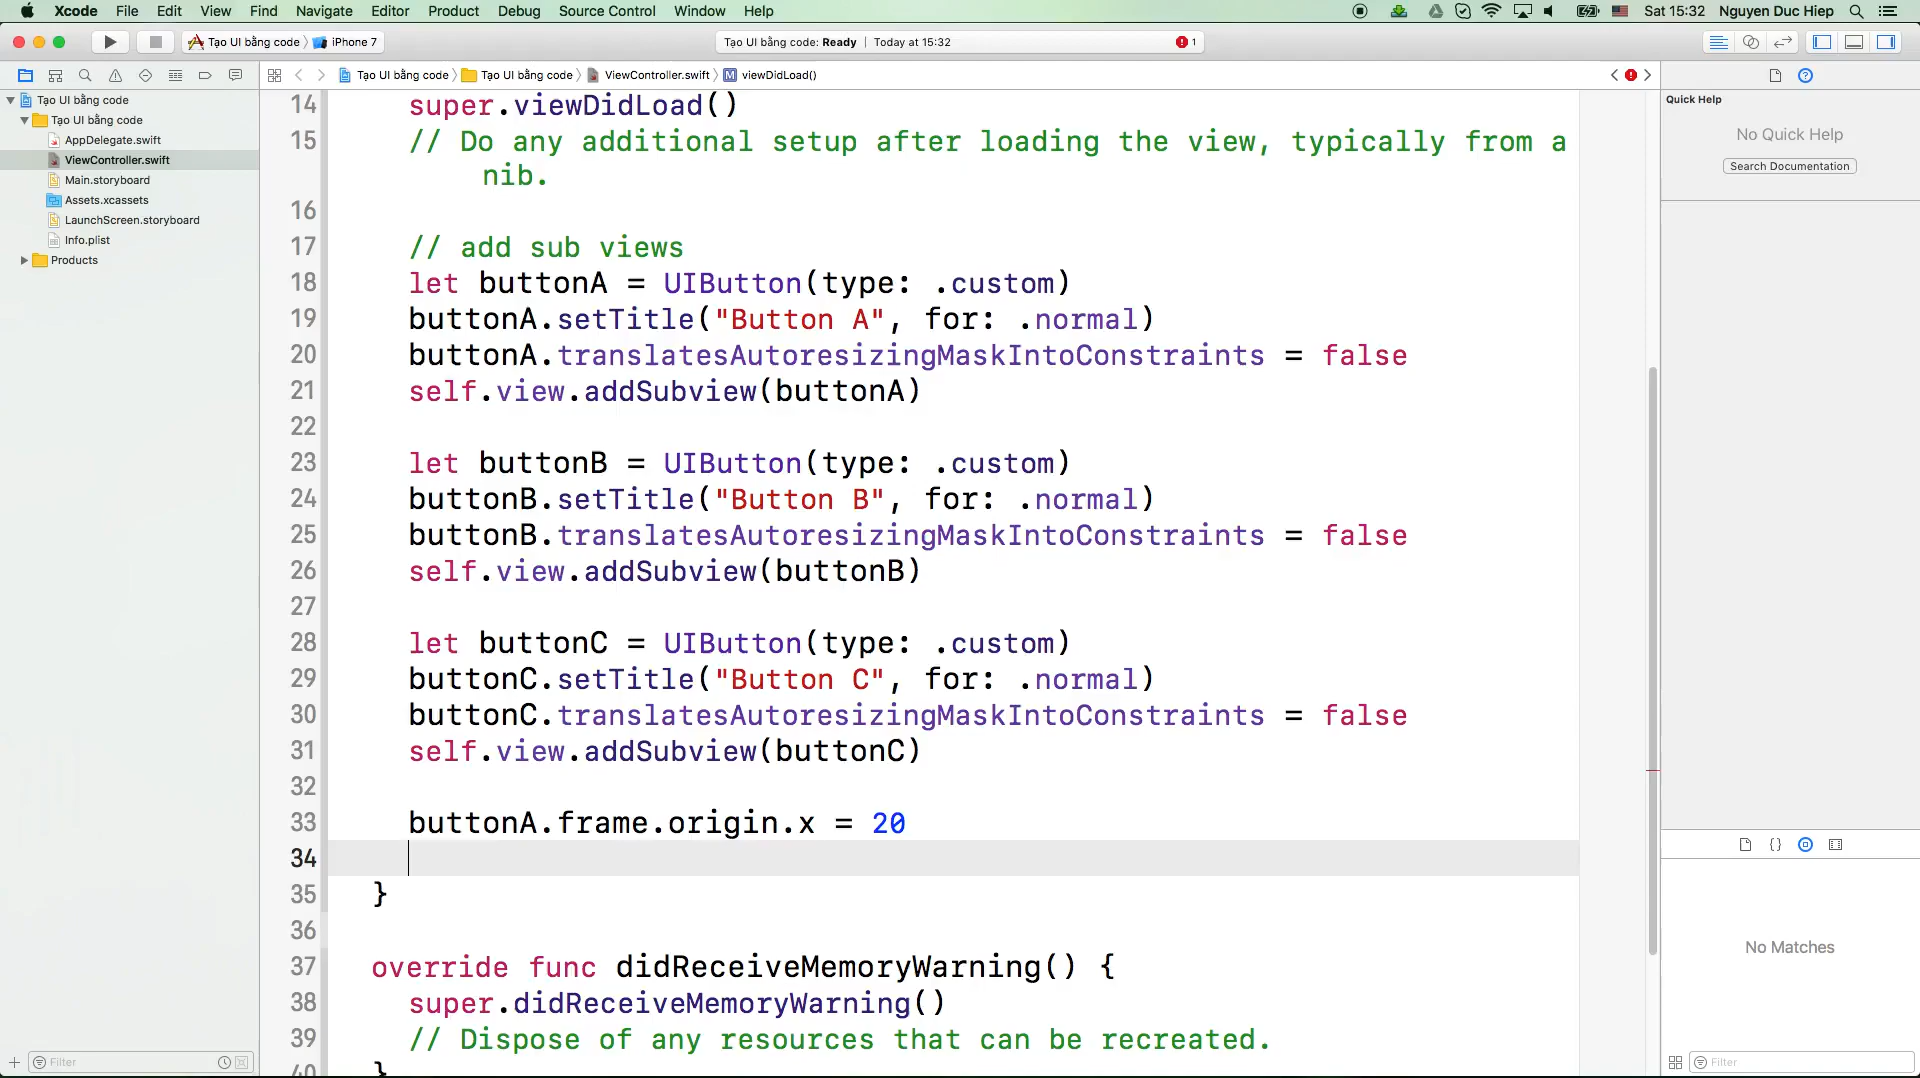 Xcode File Edit View Find Navigate Editor Product Debug Source Control Window Help Sat 15:32 Nguyen Duc Hiep
Tạo UI bằng code iPhone 7 Tạo UI bằng code: Ready | Today at 15:32 1
Tạo UI bằng code Tạo UI bằng code ViewController.swift M viewDidLoad()
Tạo UI bằng code
Tạo UI bằng code
AppDelegate.swift
ViewController.swift
Main.storyboard
Assets.xcassets
LaunchScreen.storyboard
Info.plist
Products
Filter
14 super.viewDidLoad()
15 // Do any additional setup after loading the view, typically from a
nib.
16
17 // add sub views
18 let buttonA = UIButton(type: .custom)
19 buttonA.setTitle("Button A", for: .normal)
20 buttonA.translatesAutoresizingMaskIntoConstraints = false
21 self.view.addSubview(buttonA)
22
23 let buttonB = UIButton(type: .custom)
24 buttonB.setTitle("Button B", for: .normal)
25 buttonB.translatesAutoresizingMaskIntoConstraints = false
26 self.view.addSubview(buttonB)
27
28 let buttonC = UIButton(type: .custom)
29 buttonC.setTitle("Button C", for: .normal)
30 buttonC.translatesAutoresizingMaskIntoConstraints = false
31 self.view.addSubview(buttonC)
32
33 buttonA.frame.origin.x = 20
34
35 }
36
37 override func didReceiveMemoryWarning() {
38 super.didReceiveMemoryWarning()
39 // Dispose of any resources that can be recreated.
40 }
Quick Help
No Quick Help
Search Documentation
{}
No Matches
Filter